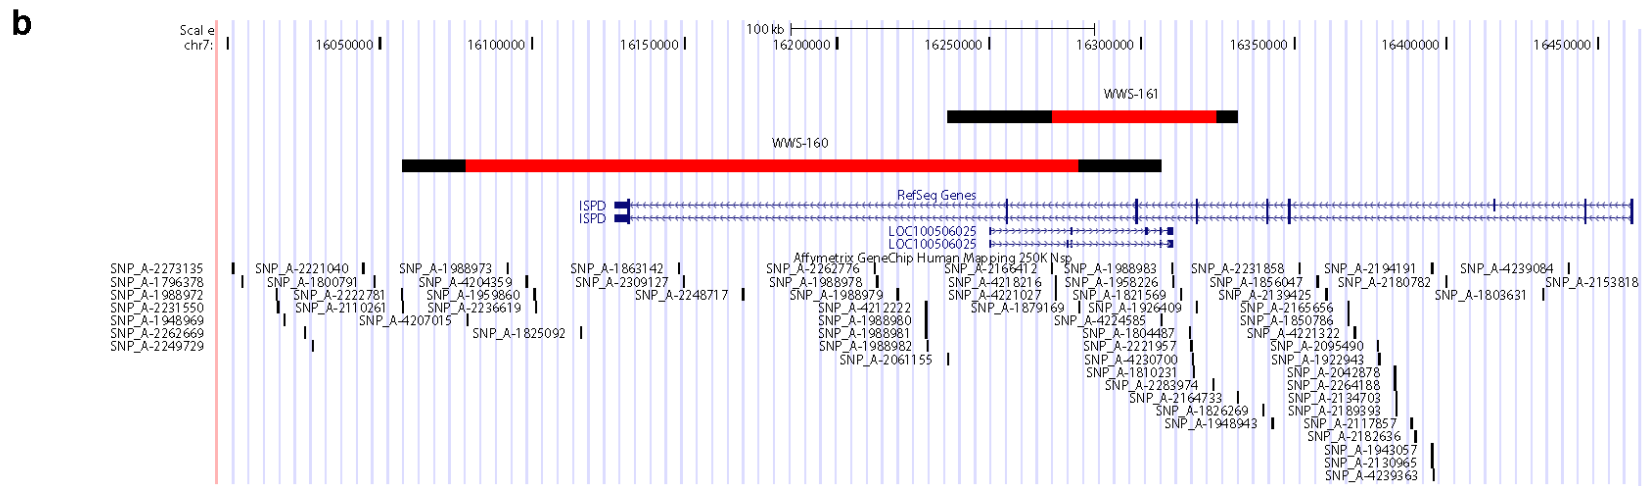 b
Scale 100 kb
chr7: 16050000 16100000 16150000 16200000 16250000 16300000 16350000 16400000 16450000
WWS-161
WWS-160
RefSeq Genes
ISPD
ISPD
LOC100506025
LOC100506025
Affymetrix GeneChip Human Mapping 250K Nsp
SNP_A-2273135 SNP_A-2221040 SNP_A-1988973 SNP_A-1863142 SNP_A-2262776 SNP_A-2166412 SNP_A-1988983 SNP_A-2231858 SNP_A-2194191 SNP_A-4239084
SNP_A-1796378 SNP_A-1800791 SNP_A-4204359 SNP_A-2309127 SNP_A-1988978 SNP_A-4218216 SNP_A-1958226 SNP_A-1856047 SNP_A-2180782 SNP_A-2153818
SNP_A-1988972 SNP_A-2222781 SNP_A-1959860 SNP_A-2248717 SNP_A-1988979 SNP_A-4221027 SNP_A-1821569 SNP_A-2139425 SNP_A-1803631
SNP_A-2231550 SNP_A-2110261 SNP_A-2236619 SNP_A-4212222 SNP_A-1879169 SNP_A-1926409 SNP_A-2165656
SNP_A-1948969 SNP_A-4207015 SNP_A-1988980 SNP_A-4224585 SNP_A-1850786
SNP_A-2262669 SNP_A-1825092 SNP_A-1988981 SNP_A-1804487 SNP_A-4221322
SNP_A-2249729 SNP_A-1988982 SNP_A-2221957 SNP_A-2095490
SNP_A-2061155 SNP_A-4230700 SNP_A-1922943
SNP_A-1810231 SNP_A-2042878
SNP_A-2283974 SNP_A-2264188
SNP_A-2164733 SNP_A-2134703
SNP_A-1826269 SNP_A-2189393
SNP_A-1948943 SNP_A-2117857
SNP_A-2182636
SNP_A-1943057
SNP_A-2130965
SNP_A-4239363